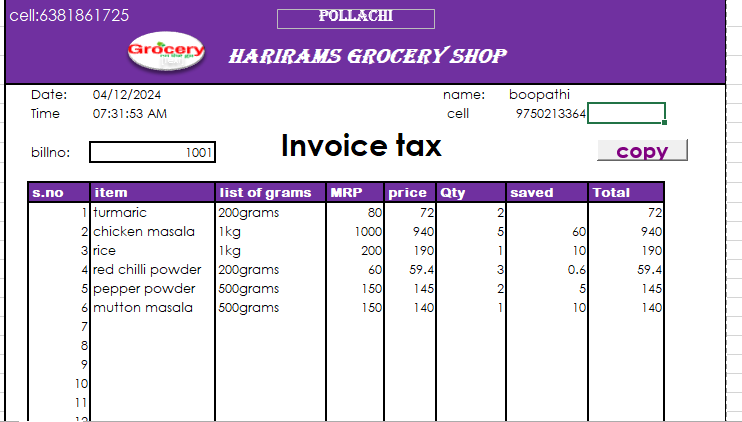 cell:6381861725
POLLACHI
Grocery
HARIRAMS GROCERY SHOP
Date: 04/12/2024 name: boopathi
Time 07:31:53 AM cell 9750213364
billno: 1001 Invoice tax copy
s.no item list of grams MRP price Qty saved Total
1 turmaric 200grams 80 72 2 72
2 chicken masala 1kg 1000 940 5 60 940
3 rice 1kg 200 190 1 10 190
4 red chilli powder 200grams 60 59.4 3 0.6 59.4
5 pepper powder 500grams 150 145 2 5 145
6 mutton masala 500grams 150 140 1 10 140
7
8
9
10
11